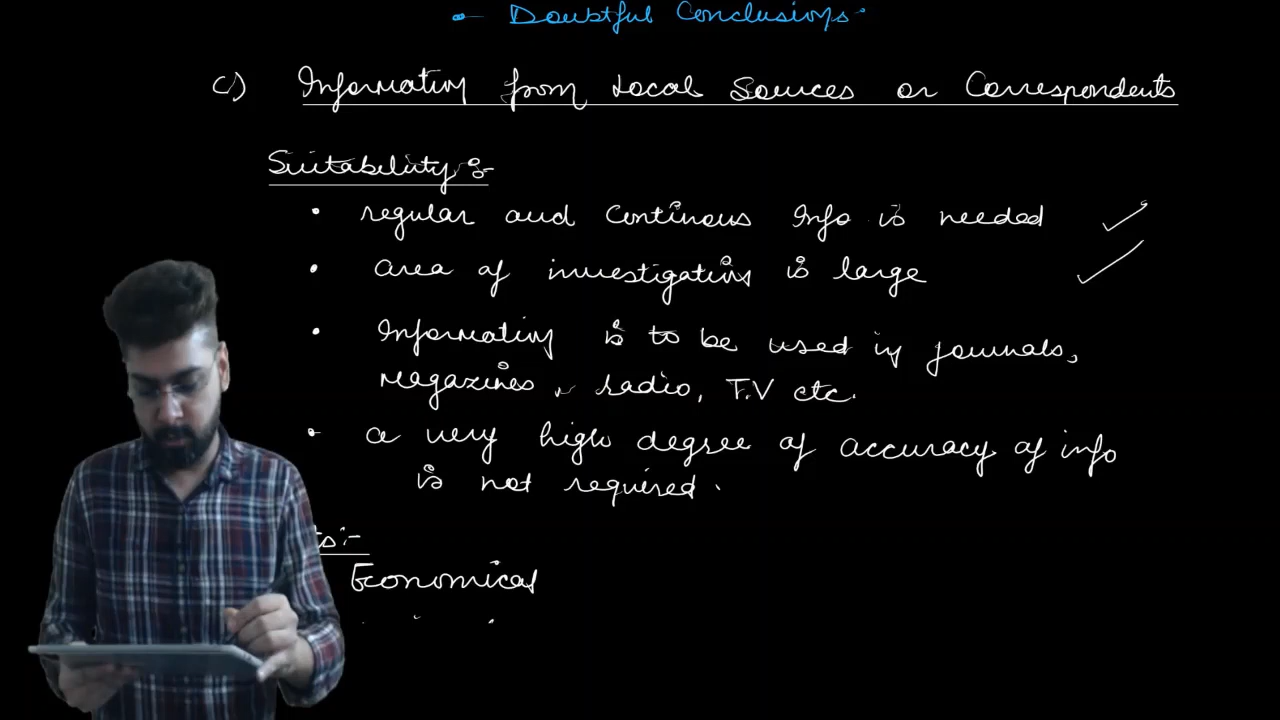 • Doubtful Conclusions
c) Information from Local Sources or Correspondents
Suitability :-
• regular and Continous Info is needed ✓
• area of investigation is large ✓
• Information is to be used in journals,
Magazines, radio, T.V etc.
• a very high degree of accuracy of info
is not required.
ts :-
Economical